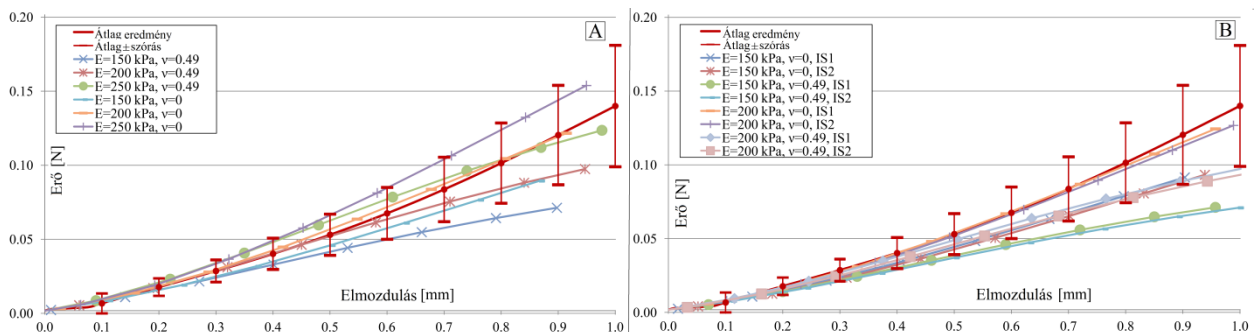 0.20
0.15
0.10
0.05
0.00
Erő [N]
A
Átlag eredmény
Átlag±szórás
E=150 kPa, ν=0.49
E=200 kPa, ν=0.49
E=250 kPa, ν=0.49
E=150 kPa, ν=0
E=200 kPa, ν=0
E=250 kPa, ν=0
Elmozdulás [mm]
0.0 0.1 0.2 0.3 0.4 0.5 0.6 0.7 0.8 0.9 1.0
0.20
0.15
0.10
0.05
0.00
Erő [N]
B
Átlag eredmény
Átlag±szórás
E=150 kPa, ν=0, IS1
E=150 kPa, ν=0, IS2
E=150 kPa, ν=0.49, IS1
E=150 kPa, ν=0.49, IS2
E=200 kPa, ν=0, IS1
E=200 kPa, ν=0, IS2
E=200 kPa, ν=0.49, IS1
E=200 kPa, ν=0.49, IS2
Elmozdulás [mm]
0.0 0.1 0.2 0.3 0.4 0.5 0.6 0.7 0.8 0.9 1.0